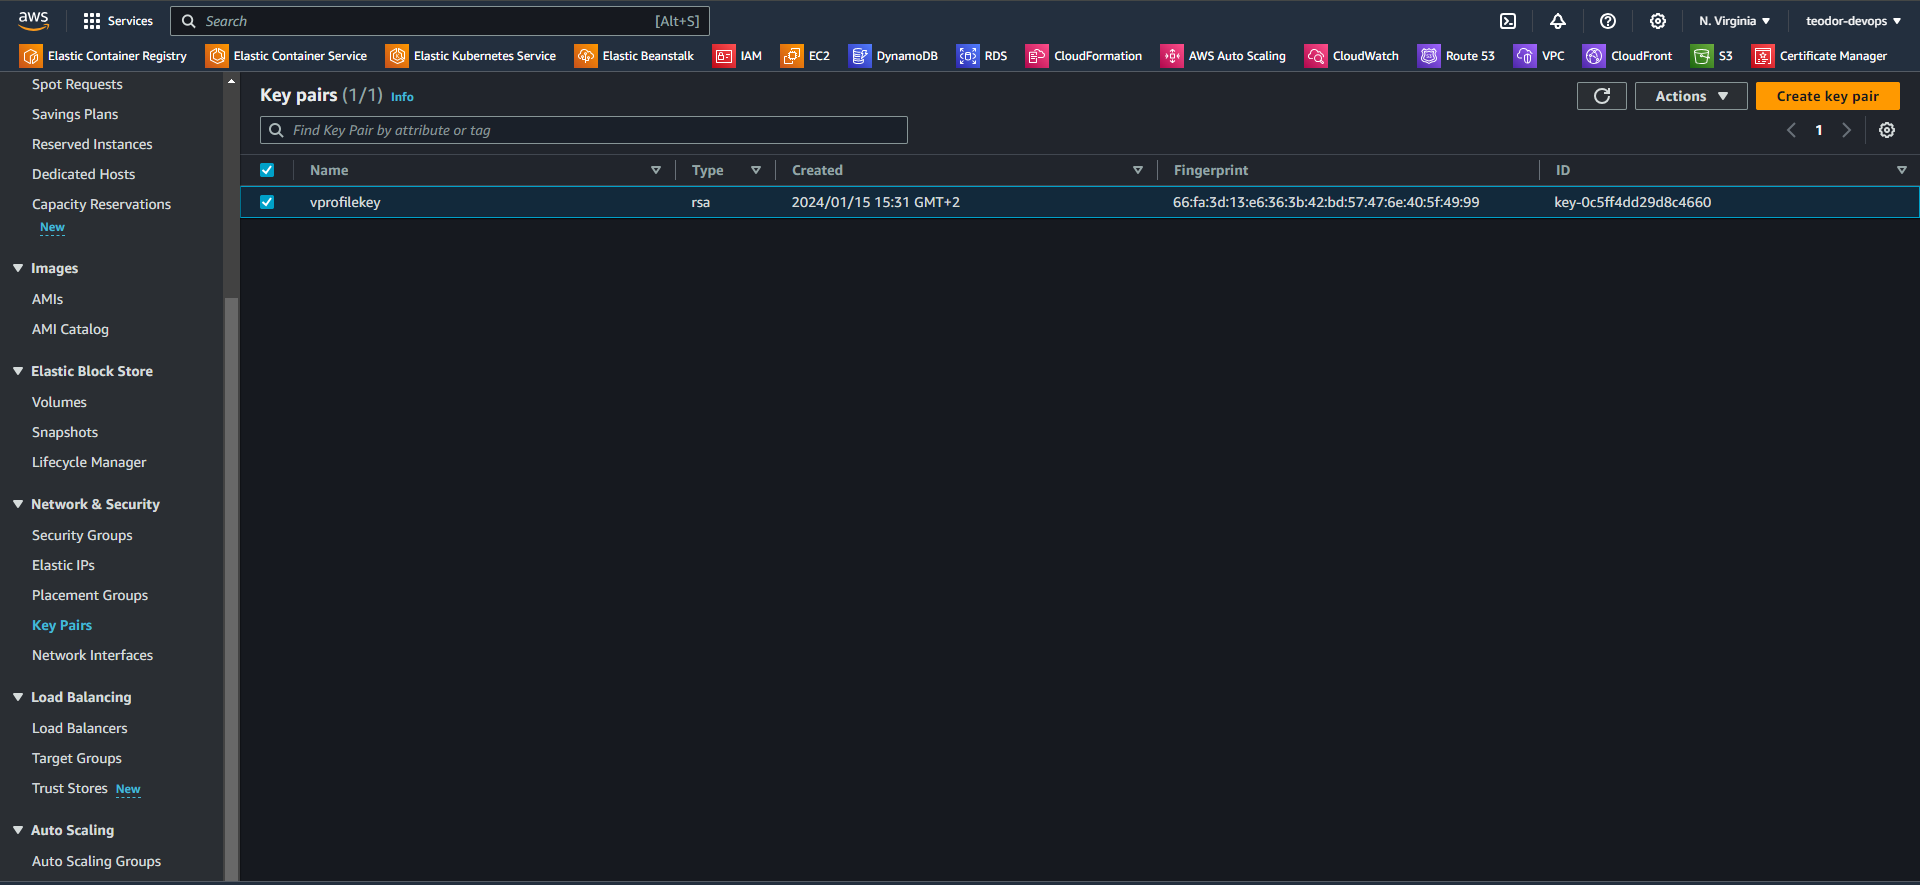 aws Services Search [Alt+S] N. Virginia teodor-devops
Elastic Container Registry Elastic Container Service Elastic Kubernetes Service Elastic Beanstalk IAM EC2 DynamoDB RDS CloudFormation AWS Auto Scaling CloudWatch Route 53 VPC CloudFront S3 Certificate Manager
Spot Requests
Savings Plans
Reserved Instances
Dedicated Hosts
Capacity Reservations
New
Images
AMIs
AMI Catalog
Elastic Block Store
Volumes
Snapshots
Lifecycle Manager
Network & Security
Security Groups
Elastic IPs
Placement Groups
Key Pairs
Network Interfaces
Load Balancing
Load Balancers
Target Groups
Trust Stores New
Auto Scaling
Auto Scaling Groups
Key pairs (1/1) Info Actions Create key pair
Find Key Pair by attribute or tag 1
Name Type Created Fingerprint ID
vprofilekey rsa 2024/01/15 15:31 GMT+2 66:fa:3d:13:e6:36:3b:42:bd:57:47:6e:40:5f:49:99 key-0c5ff4dd29d8c4660